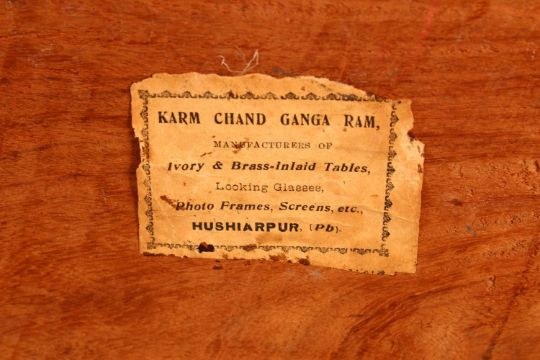 KARM CHAND GANGA RAM,
MANUFACTURERS OF
Ivory & Brass-Inlaid Tables,
Looking Glasses,
Photo Frames, Screens, etc.,
HUSHIARPUR. (Pb).